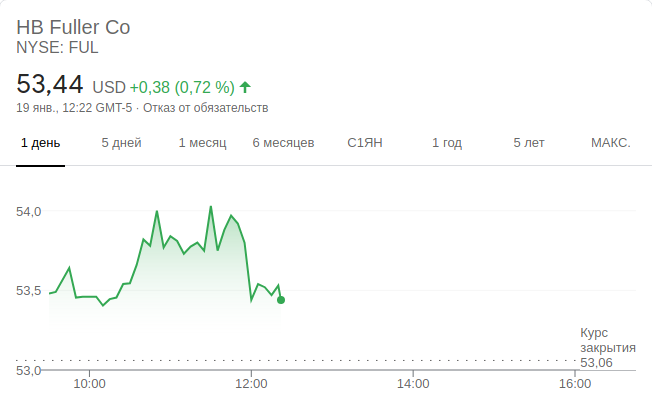 HB Fuller Co
NYSE: FUL
53,44 USD +0,38 (0,72 %)
19 янв., 12:22 GMT-5 · Отказ от обязательств
1 день 5 дней 1 месяц 6 месяцев С1ЯН 1 год 5 лет МАКС.
54,0
53,5
Курс
закрытия
53,06
53,0
10:00 12:00 14:00 16:00